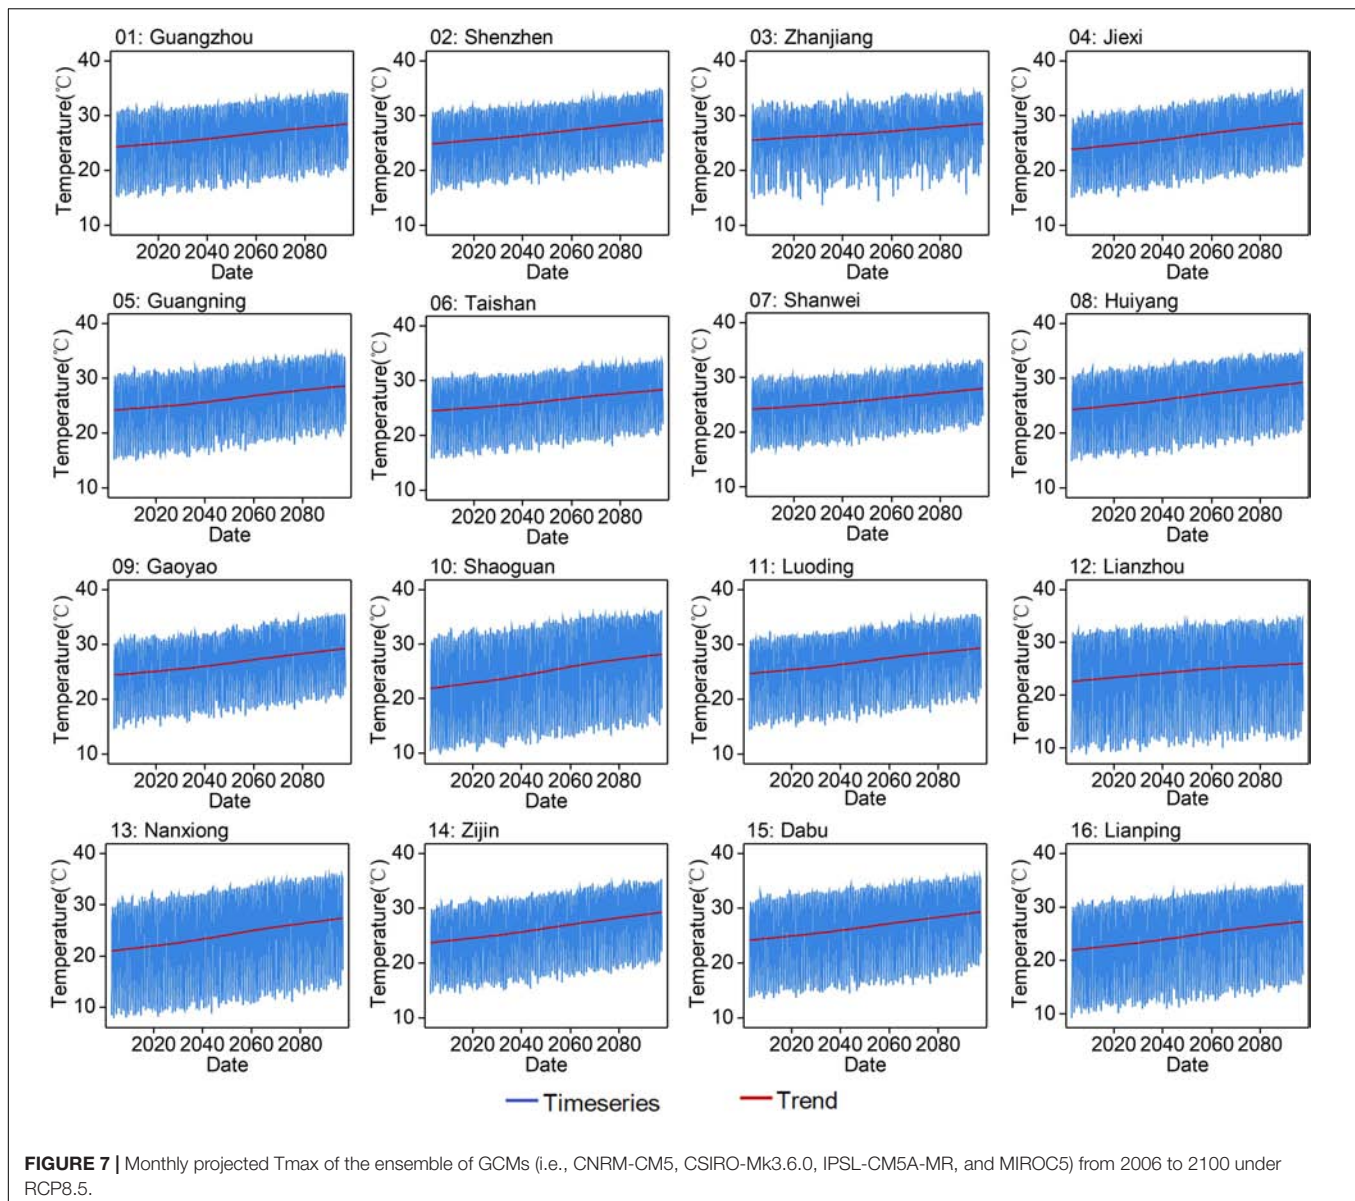 01: Guangzhou
02: Shenzhen
03: Zhanjiang
04: Jiexi
Temperature(℃)
40
30
20
10
2020 2040 2060 2080
Date
Temperature(℃)
40
30
20
10
2020 2040 2060 2080
Date
Temperature(℃)
40
30
20
10
2020 2040 2060 2080
Date
Temperature(℃)
40
30
20
10
2020 2040 2060 2080
Date
05: Guangning
06: Taishan
07: Shanwei
08: Huiyang
Temperature(℃)
40
30
20
10
2020 2040 2060 2080
Date
Temperature(℃)
40
30
20
10
2020 2040 2060 2080
Date
Temperature(℃)
40
30
20
10
2020 2040 2060 2080
Date
Temperature(℃)
40
30
20
10
2020 2040 2060 2080
Date
09: Gaoyao
10: Shaoguan
11: Luoding
12: Lianzhou
Temperature(℃)
40
30
20
10
2020 2040 2060 2080
Date
Temperature(℃)
40
30
20
10
2020 2040 2060 2080
Date
Temperature(℃)
40
30
20
10
2020 2040 2060 2080
Date
Temperature(℃)
40
30
20
10
2020 2040 2060 2080
Date
13: Nanxiong
14: Zijin
15: Dabu
16: Lianping
Temperature(℃)
40
30
20
10
2020 2040 2060 2080
Date
Temperature(℃)
40
30
20
10
2020 2040 2060 2080
Date
Temperature(℃)
40
30
20
10
2020 2040 2060 2080
Date
Temperature(℃)
40
30
20
10
2020 2040 2060 2080
Date
Timeseries
Trend
FIGURE 7 | Monthly projected Tmax of the ensemble of GCMs (i.e., CNRM-CM5, CSIRO-Mk3.6.0, IPSL-CM5A-MR, and MIROC5) from 2006 to 2100 under
RCP8.5.